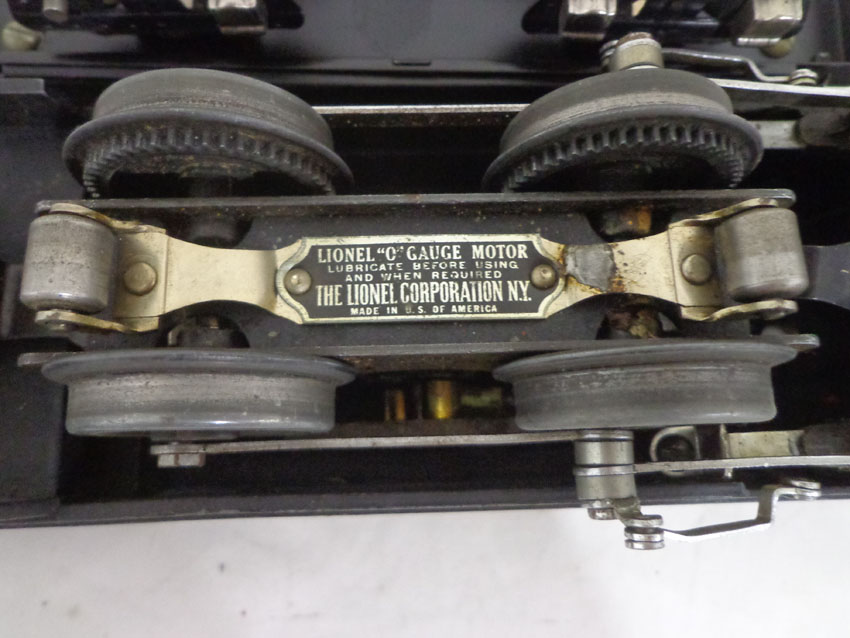 LIONEL "O" GAUGE MOTOR
LUBRICATE BEFORE USING
AND WHEN REQUIRED
THE LIONEL CORPORATION N.Y.
MADE IN U.S. OF AMERICA